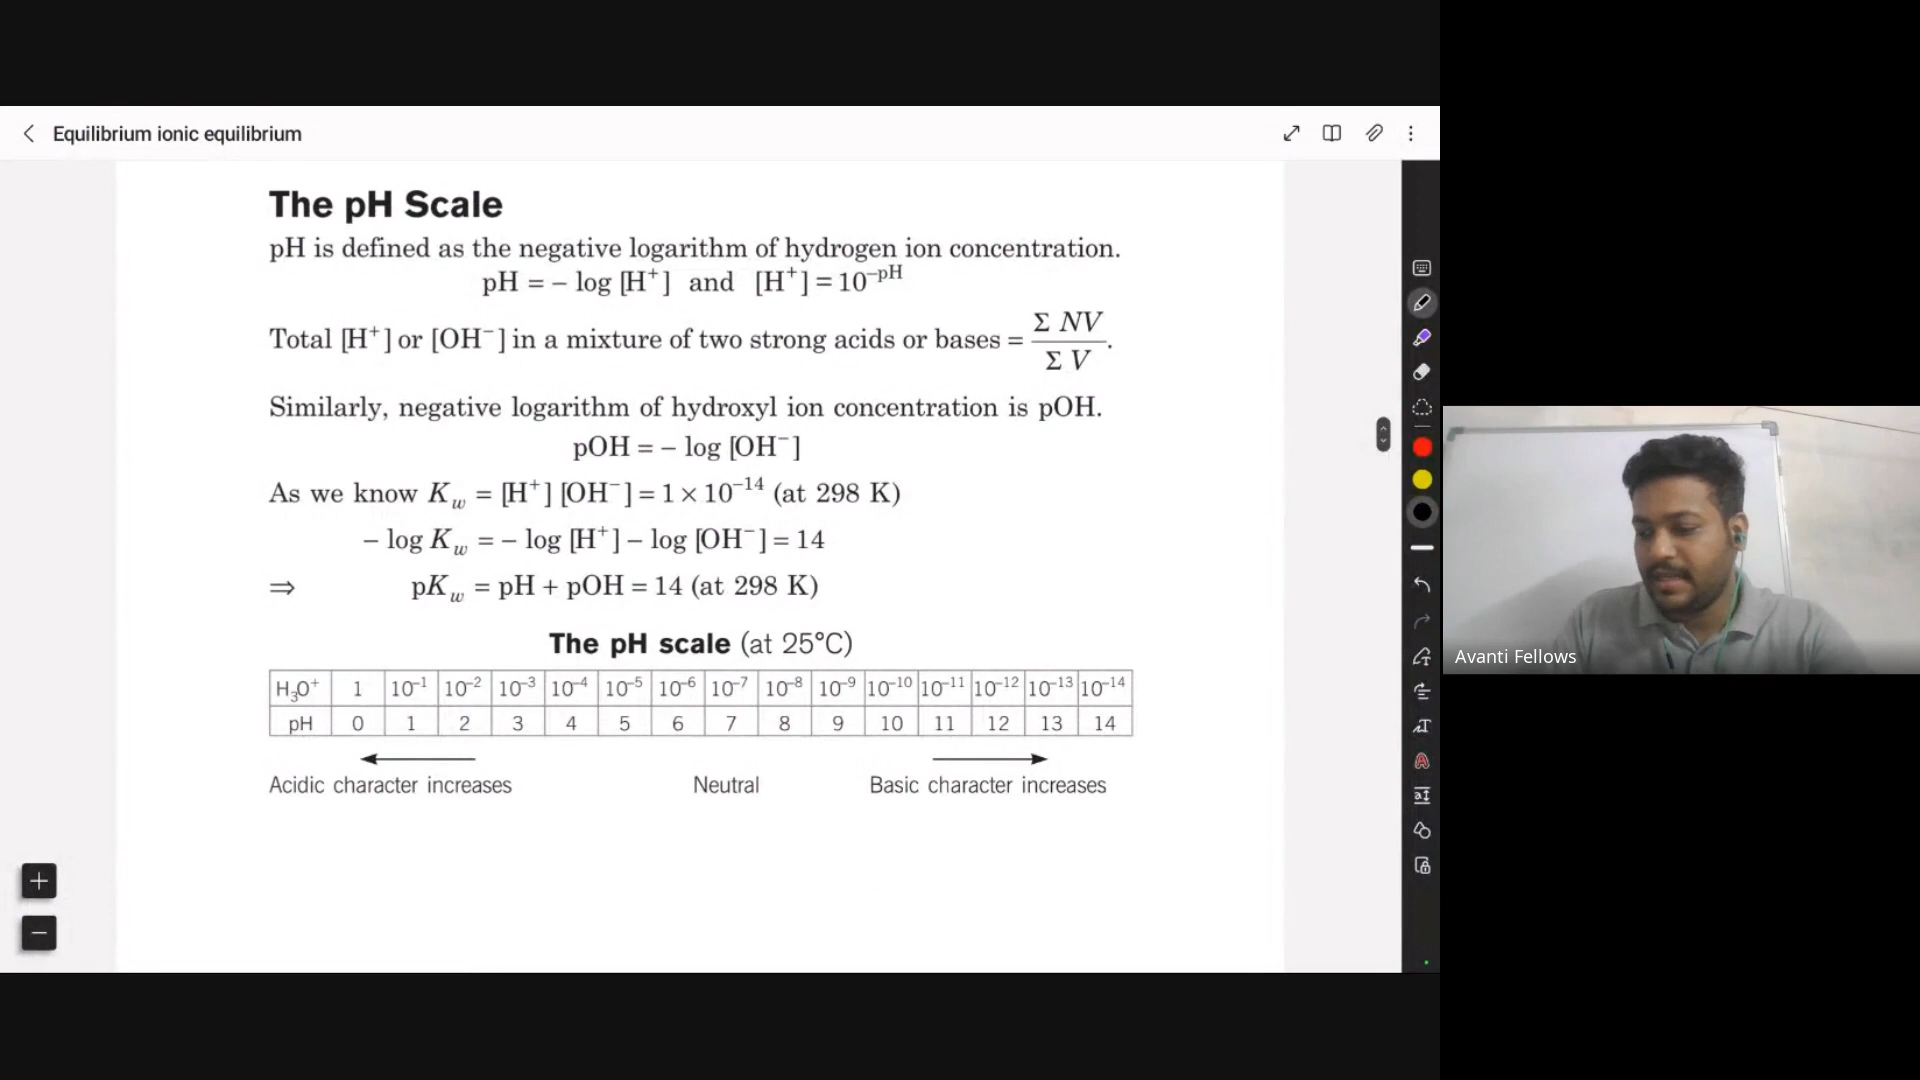 Equilibrium ionic equilibrium
The pH Scale
pH is defined as the negative logarithm of hydrogen ion concentration.
pH = − log [H⁺] and [H⁺] = 10⁻ᵖᴴ
Total [H⁺] or [OH⁻] in a mixture of two strong acids or bases = Σ NV / Σ V.
Similarly, negative logarithm of hydroxyl ion concentration is pOH.
pOH = − log [OH⁻]
As we know K_w = [H⁺] [OH⁻] = 1 × 10⁻¹⁴ (at 298 K)
− log K_w = − log [H⁺] − log [OH⁻] = 14
⇒ pK_w = pH + pOH = 14 (at 298 K)
The pH scale (at 25°C)
H₃O⁺ 1 10⁻¹ 10⁻² 10⁻³ 10⁻⁴ 10⁻⁵ 10⁻⁶ 10⁻⁷ 10⁻⁸ 10⁻⁹ 10⁻¹⁰ 10⁻¹¹ 10⁻¹² 10⁻¹³ 10⁻¹⁴
pH 0 1 2 3 4 5 6 7 8 9 10 11 12 13 14
Acidic character increases Neutral Basic character increases
Avanti Fellows